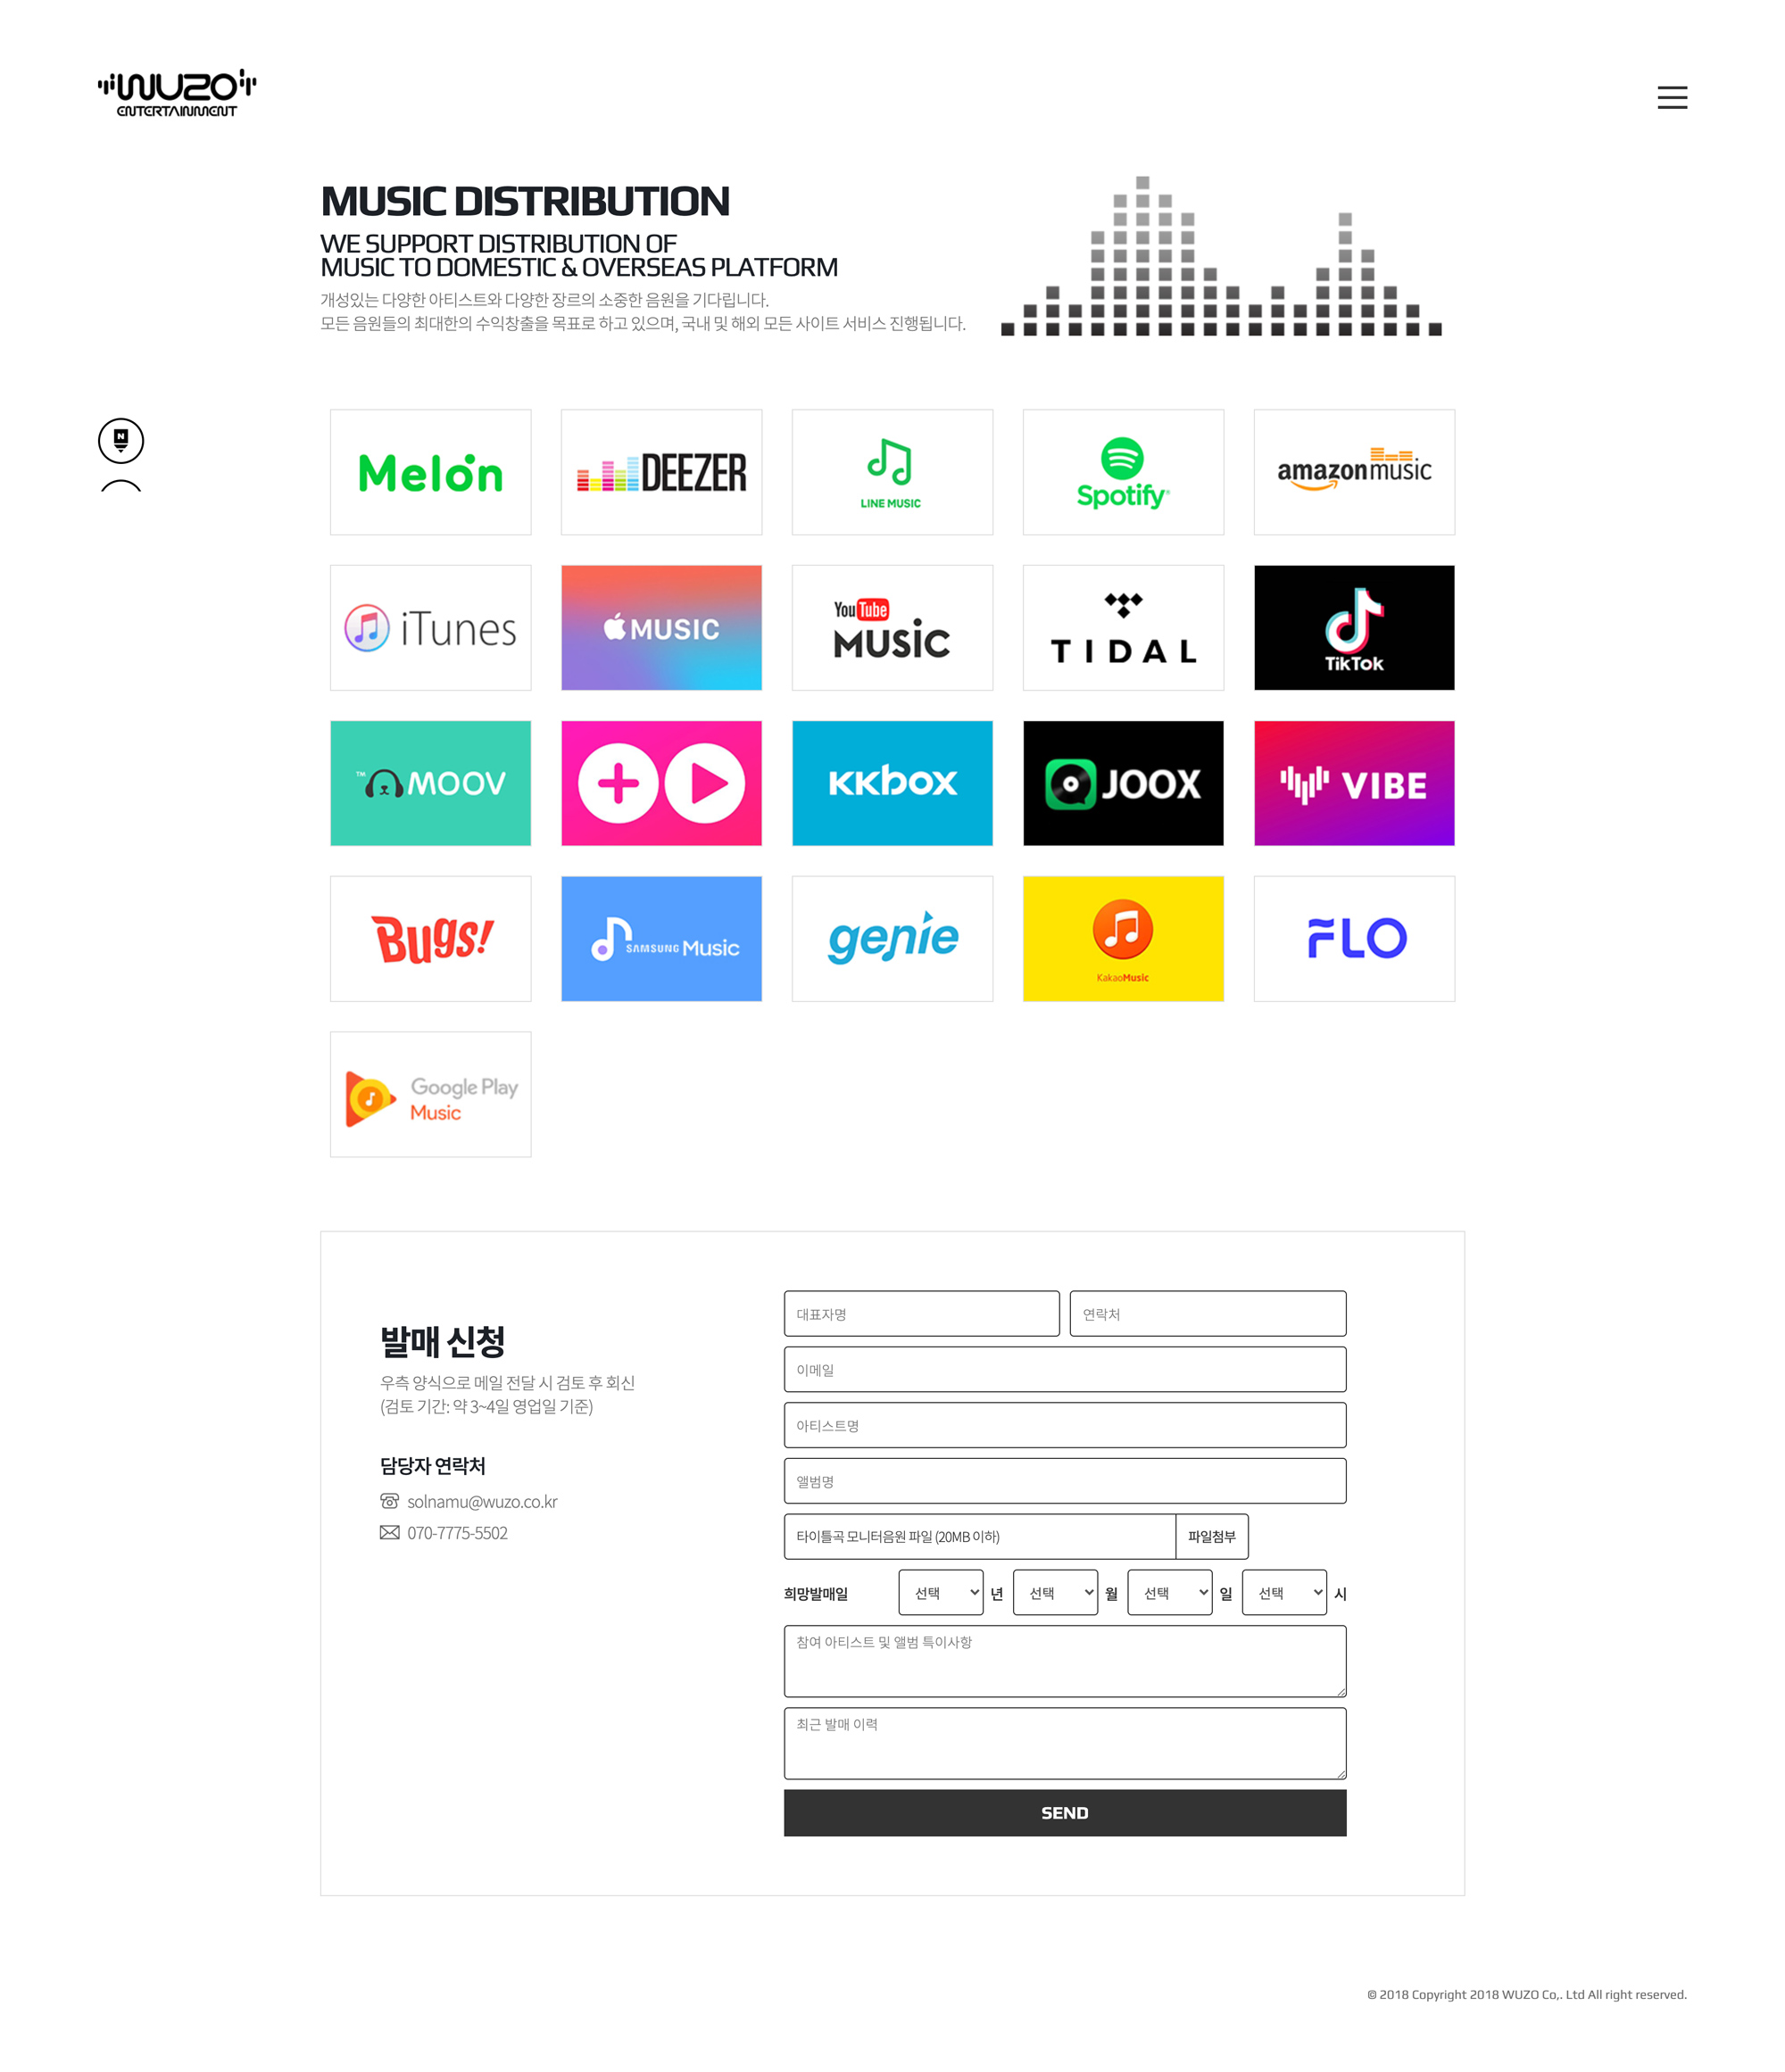 WUZO
ENTERTAINMENT
MUSIC DISTRIBUTION
WE SUPPORT DISTRIBUTION OF
MUSIC TO DOMESTIC & OVERSEAS PLATFORM
개성있는 다양한 아티스트와 다양한 장르의 소중한 음원을 기다립니다.
모든 음원들의 최대한의 수익창출을 목표로 하고 있으며, 국내 및 해외 모든 사이트 서비스 진행됩니다.
N
Melon
DEEZER
LINE MUSIC
Spotify
amazon music
iTunes
MUSIC
YouTube
MUSIC
TIDAL
TikTok
TM MOOV
KKBOX
JOOX
VIBE
Bugs!
SAMSUNG Music
genie
KakaoMusic
FLO
Google Play
Music
발매 신청
우측 양식으로 메일 전달 시 검토 후 회신
(검토 기간: 약 3~4일 영업일 기준)
담당자 연락처
solnamu@wuzo.co.kr
070-7775-5502
대표자명 연락처
이메일
아티스트명
앨범명
타이틀곡 모니터음원 파일 (20MB 이하) 파일첨부
희망발매일 선택 년 선택 월 선택 일 선택 시
참여 아티스트 및 앨범 특이사항
최근 발매 이력
SEND
© 2018 Copyright 2018 WUZO Co,. Ltd All right reserved.